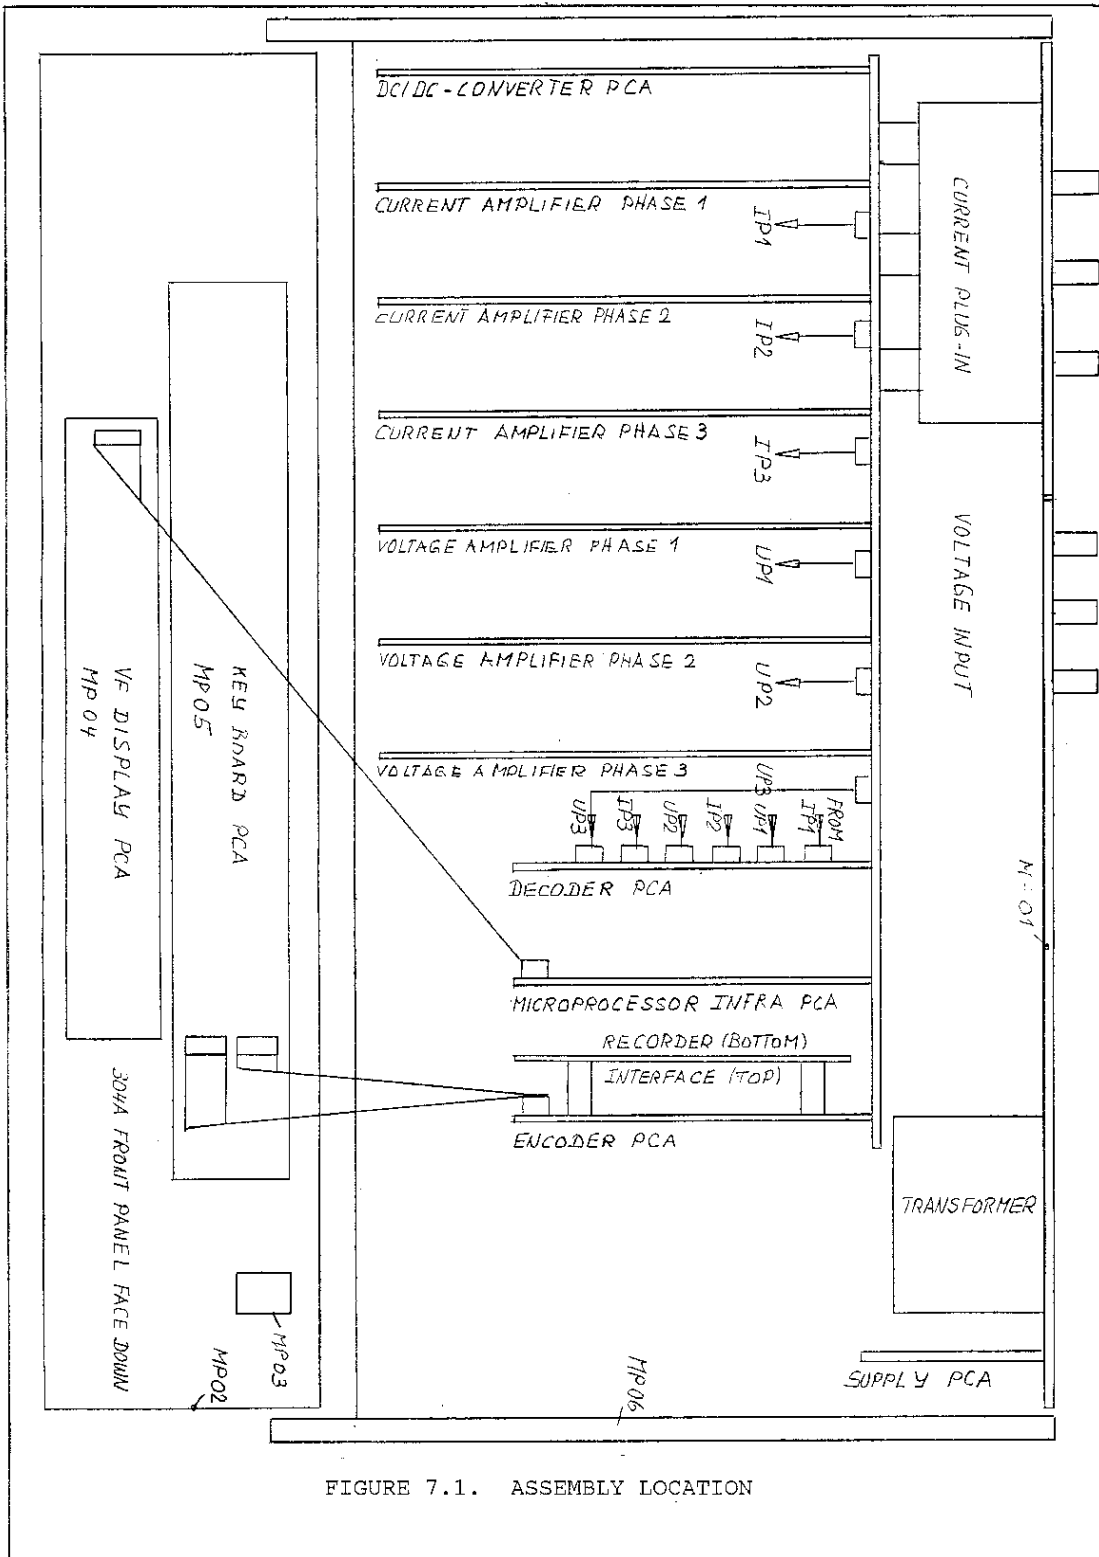 DC/DC-CONVERTER PCA
CURRENT AMPLIFIER PHASE 1
IP1
CURRENT AMPLIFIER PHASE 2
IP2
CURRENT AMPLIFIER PHASE 3
IP3
VOLTAGE AMPLIFIER PHASE 1
UP1
VOLTAGE AMPLIFIER PHASE 2
UP2
VOLTAGE AMPLIFIER PHASE 3
UP3
UP3
IP3
UP2
IP2
UP1
FROM
IP1
DECODER PCA
MICROPROCESSOR INFRA PCA
RECORDER (BOTTOM)
INTERFACE (TOP)
ENCODER PCA
CURRENT PLUG-IN
VOLTAGE INPUT
TRANSFORMER
SUPPLY PCA
MP06
VF DISPLAY PCA
MP04
KEY BOARD PCA
MP05
304A FRONT PANEL FACE DOWN
MP03
MP02
FIGURE 7.1. ASSEMBLY LOCATION